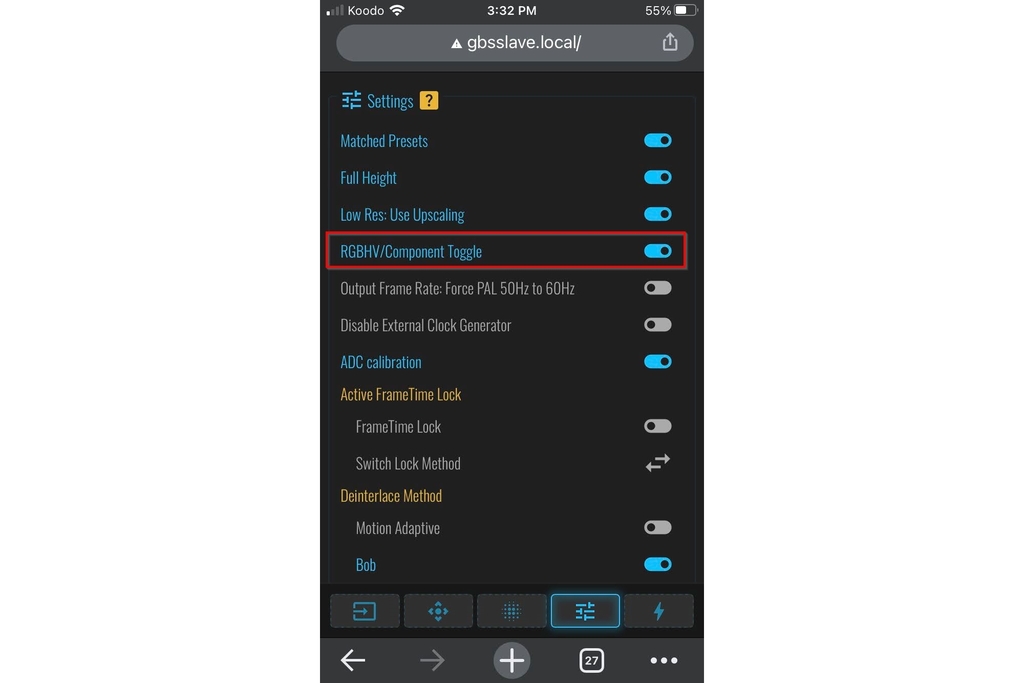 Koodo 3:32 PM 55%
gbsslave.local/
Settings ?
Matched Presets
Full Height
Low Res: Use Upscaling
RGBHV/Component Toggle
Output Frame Rate: Force PAL 50Hz to 60Hz
Disable External Clock Generator
ADC calibration
Active FrameTime Lock
FrameTime Lock
Switch Lock Method
Deinterlace Method
Motion Adaptive
Bob
27